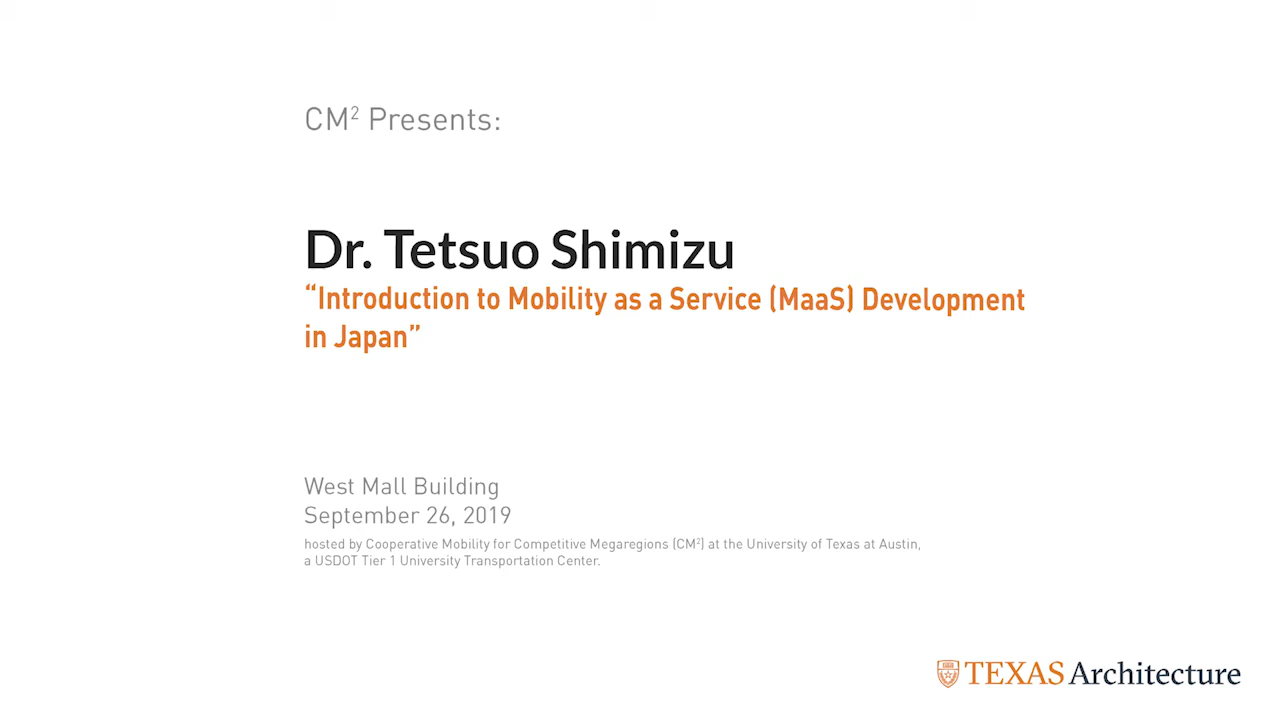 CM² Presents:
Dr. Tetsuo Shimizu
“Introduction to Mobility as a Service (MaaS) Development
in Japan”
West Mall Building
September 26, 2019
hosted by Cooperative Mobility for Competitive Megaregions (CM²) at the University of Texas at Austin,
a USDOT Tier 1 University Transportation Center.
TEXAS Architecture